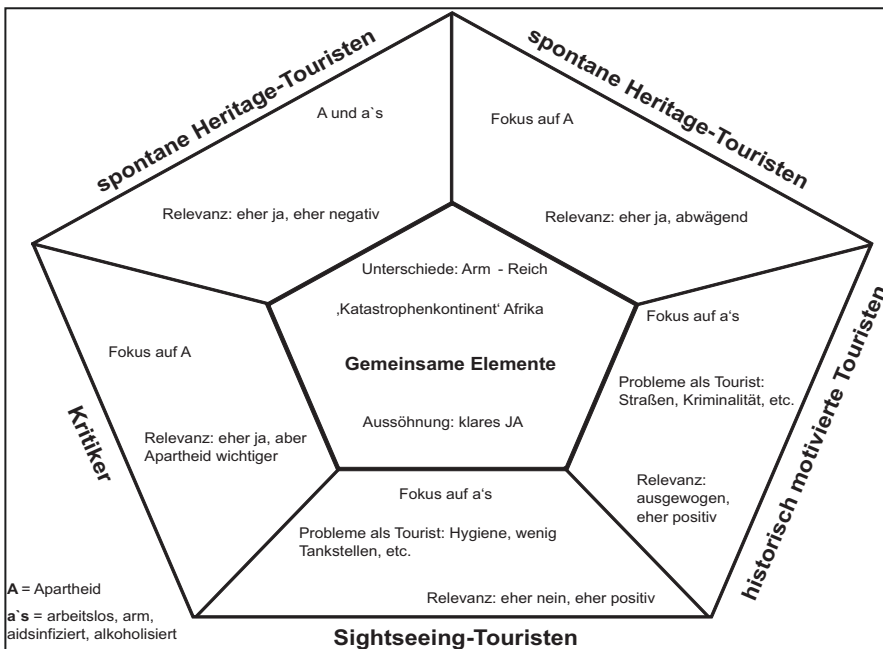 spontane Heritage-Touristen
A und a`s
Relevanz: eher ja, eher negativ
spontane Heritage-Touristen
Fokus auf A
Relevanz: eher ja, abwägend
Unterschiede: Arm - Reich
‚Katastrophenkontinent‘ Afrika
Gemeinsame Elemente
Aussöhnung: klares JA
Kritiker
Fokus auf A
Relevanz: eher ja, aber
Apartheid wichtiger
historisch motivierte Touristen
Fokus auf a‘s
Probleme als Tourist:
Straßen, Kriminalität, etc.
Relevanz:
ausgewogen,
eher positiv
Fokus auf a‘s
Probleme als Tourist: Hygiene, wenig
Tankstellen, etc.
Relevanz: eher nein, eher positiv
Sightseeing-Touristen
A = Apartheid
a`s = arbeitslos, arm,
aidsinfiziert, alkoholisiert